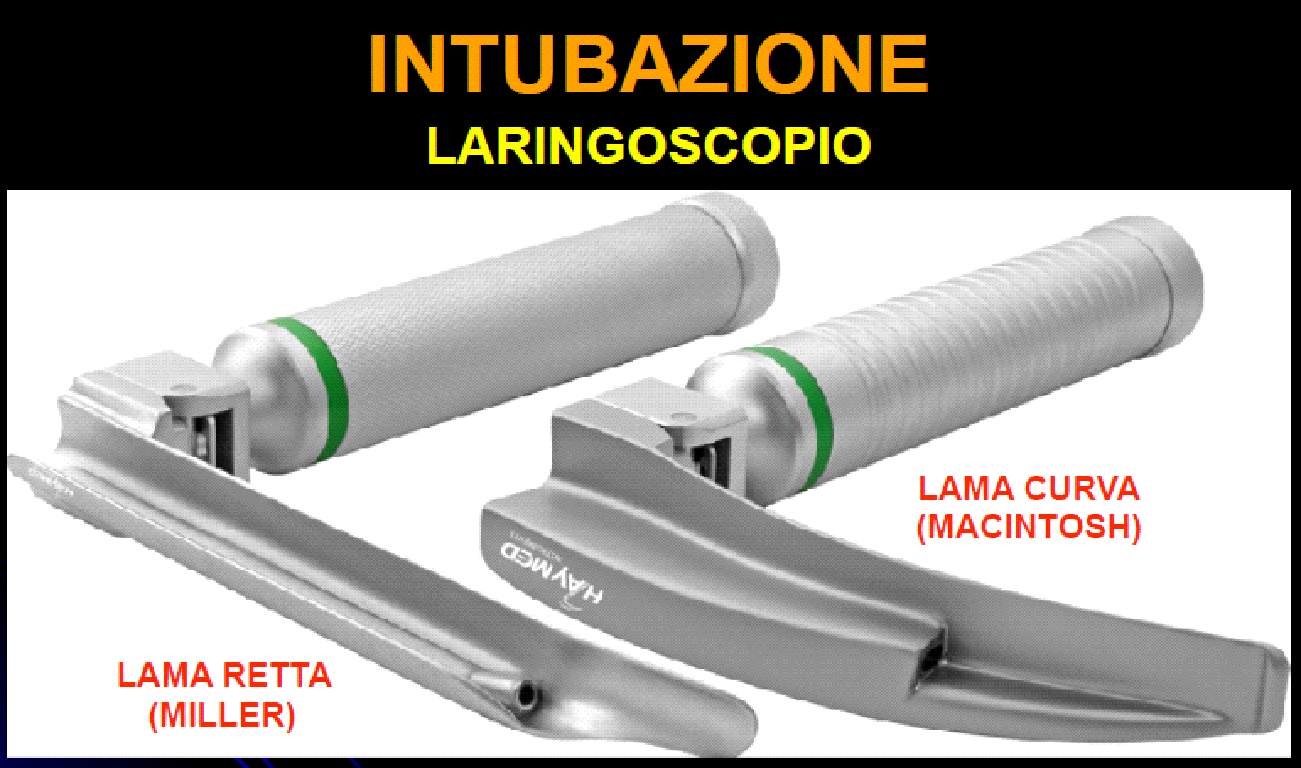 INTUBAZIONE
LARINGOSCOPIO
LAMA CURVA
(MACINTOSH)
HAYMED
LAMA RETTA
(MILLER)